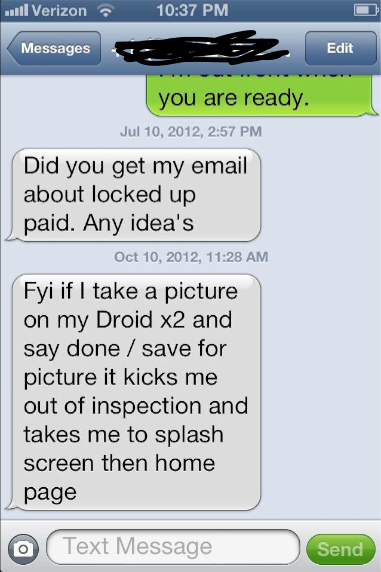 Verizon 10:37 PM
Messages Edit
you are ready.
Jul 10, 2012, 2:57 PM
Did you get my email
about locked up
paid. Any idea's
Oct 10, 2012, 11:28 AM
Fyi if I take a picture
on my Droid x2 and
say done / save for
picture it kicks me
out of inspection and
takes me to splash
screen then home
page
Text Message Send